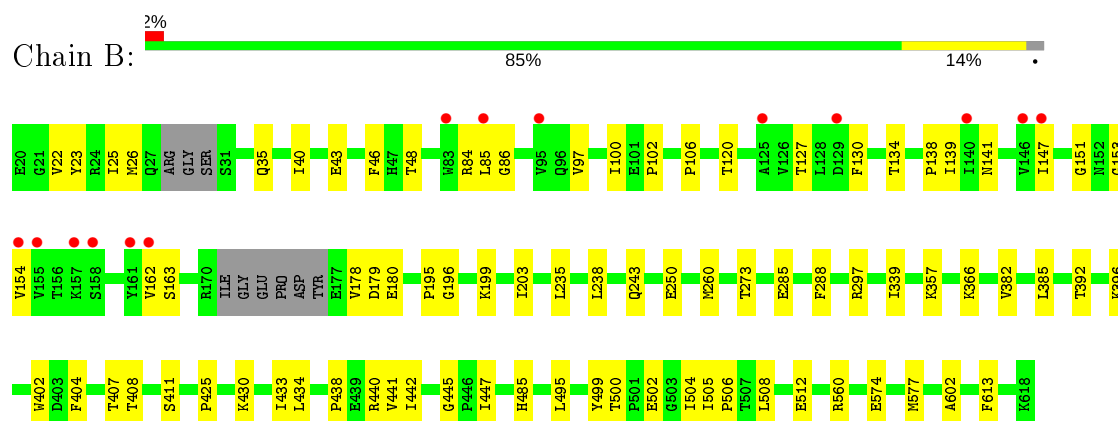 2%
Chain B:
85% 14% •
E20 G21 V22 Y23 R24 I25 M26 Q27 ARG GLY SER S31 Q35 I40 E43 F46 H47 T48 W83 R84 L85 G86 V95 Q96 V97 I100 E101 P102 P106 T120 A125 V126 T127 L128 D129 F130 T134 P138 I139 I140 N141 V146 I147 G151 N152 G153
V154 V155 T156 K157 S158 Y161 V162 S163 R170 ILE GLY GLU PRO ASP TYR E177 V178 D179 E180 P195 G196 K199 I203 L235 L238 Q243 E250 M260 T273 E285 F288 R297 I339 K357 K366 V382 L385 T392 K396
W402 D403 F404 T407 T408 S411 P425 K430 I433 L434 P438 E439 R440 V441 I442 G445 P446 I447 H485 L495 Y499 T500 P501 E502 G503 I504 I505 P506 T507 L508 E512 R560 E574 M577 A602 F613 K618